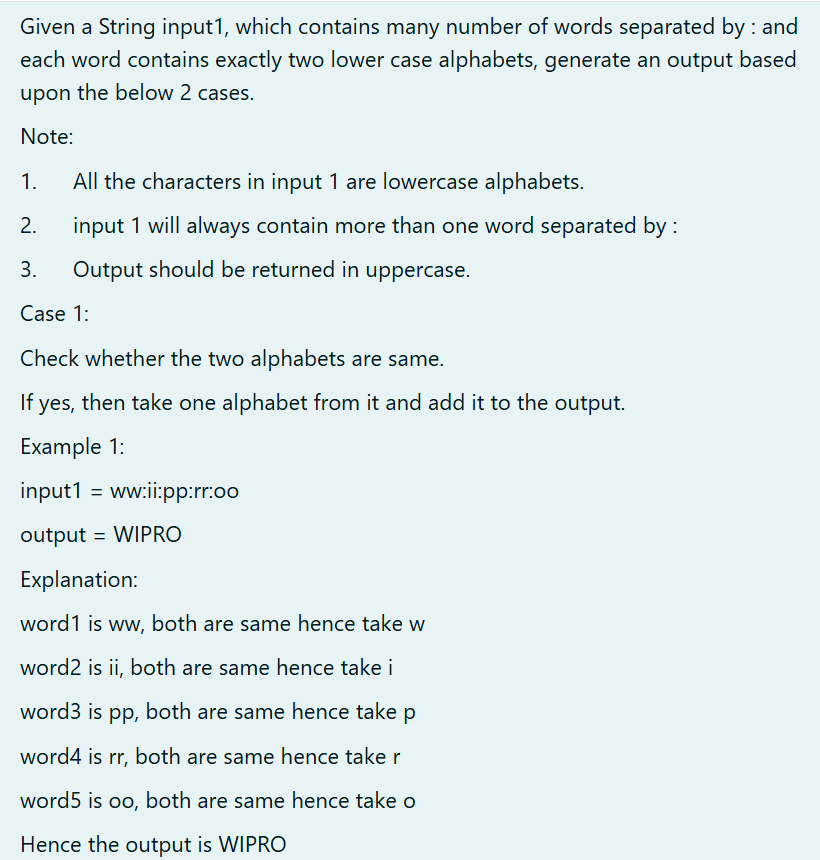 Given a String input1, which contains many number of words separated by : and
each word contains exactly two lower case alphabets, generate an output based
upon the below 2 cases.
Note:
1. All the characters in input 1 are lowercase alphabets.
2. input 1 will always contain more than one word separated by :
3. Output should be returned in uppercase.
Case 1:
Check whether the two alphabets are same.
If yes, then take one alphabet from it and add it to the output.
Example 1:
input1 = ww:ii:pp:rr:oo
output = WIPRO
Explanation:
word1 is ww, both are same hence take w
word2 is ii, both are same hence take i
word3 is pp, both are same hence take p
word4 is rr, both are same hence take r
word5 is oo, both are same hence take o
Hence the output is WIPRO